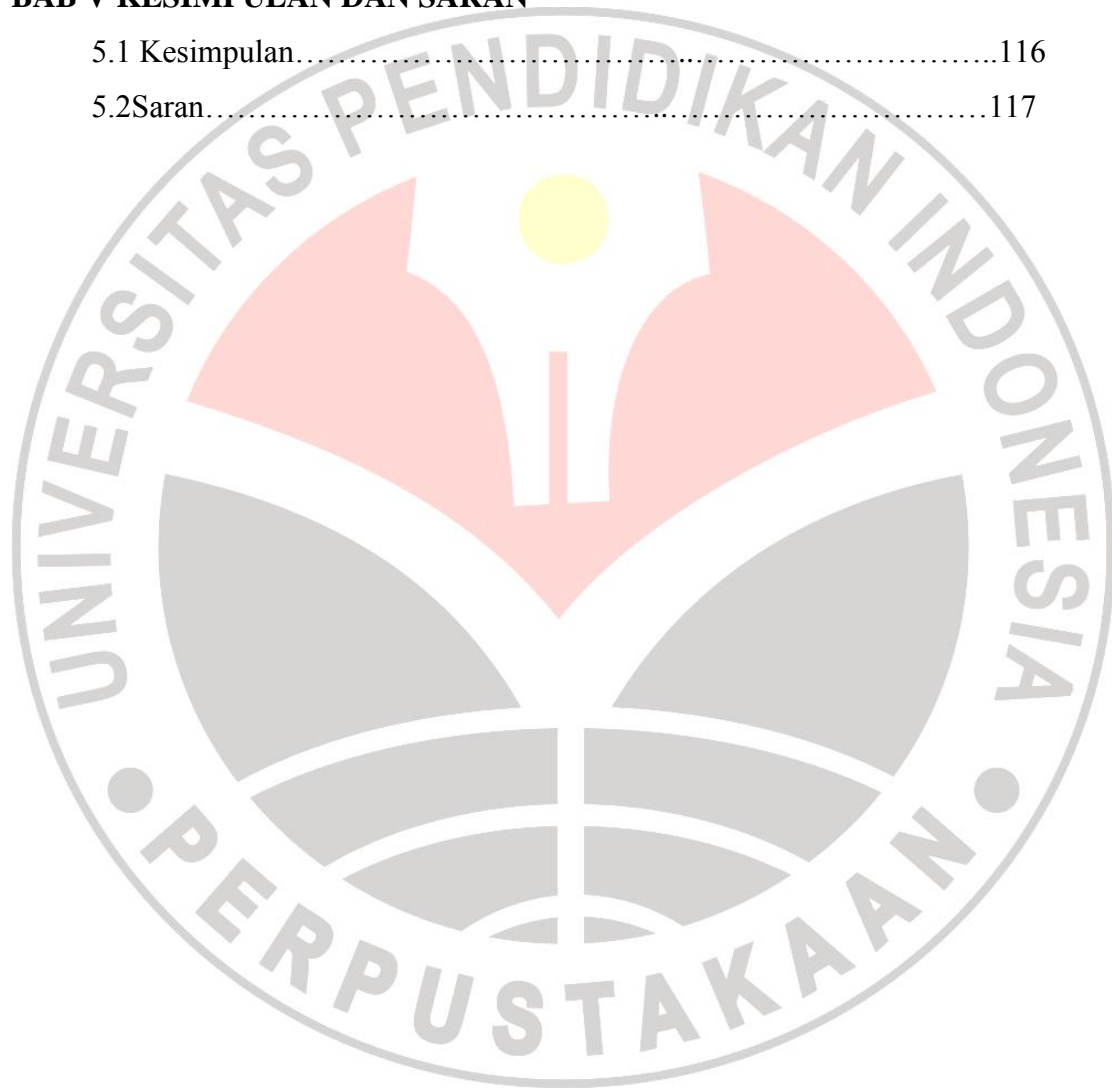 BAB V KESIMPULAN DAN SARAN
5.1 Kesimpulan…………………………………..…………………………..116
5.2Saran……………………………………..…………………………117
UNIVERSITAS PENDIDIKAN INDONESIA
PERPUSTAKAAN